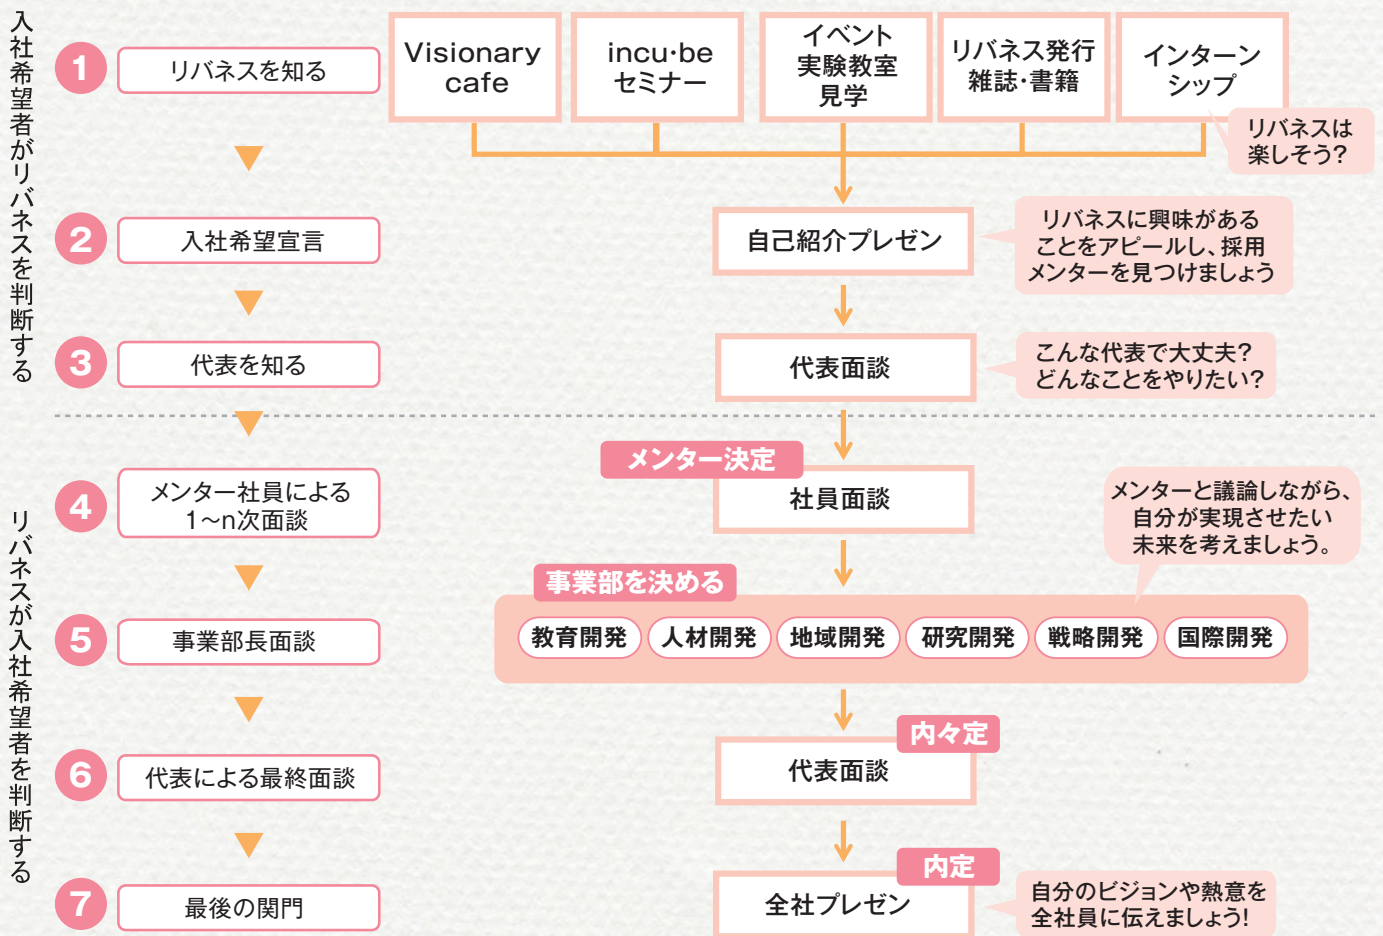 入社希望者がリバネスを判断する
1
リバネスを知る
Visionary
cafe
incu・be
セミナー
イベント
実験教室
見学
リバネス発行
雑誌・書籍
インターン
シップ
リバネスは
楽しそう?
2
入社希望宣言
自己紹介プレゼン
リバネスに興味がある
ことをアピールし、採用
メンターを見つけましょう
3
代表を知る
代表面談
こんな代表で大丈夫?
どんなことをやりたい?
リバネスが入社希望者を判断する
4
メンター社員による
1〜n次面談
メンター決定
社員面談
メンターと議論しながら、
自分が実現させたい
未来を考えましょう。
5
事業部長面談
事業部を決める
教育開発
人材開発
地域開発
研究開発
戦略開発
国際開発
6
代表による最終面談
内々定
代表面談
7
最後の関門
内定
全社プレゼン
自分のビジョンや熱意を
全社員に伝えましょう!